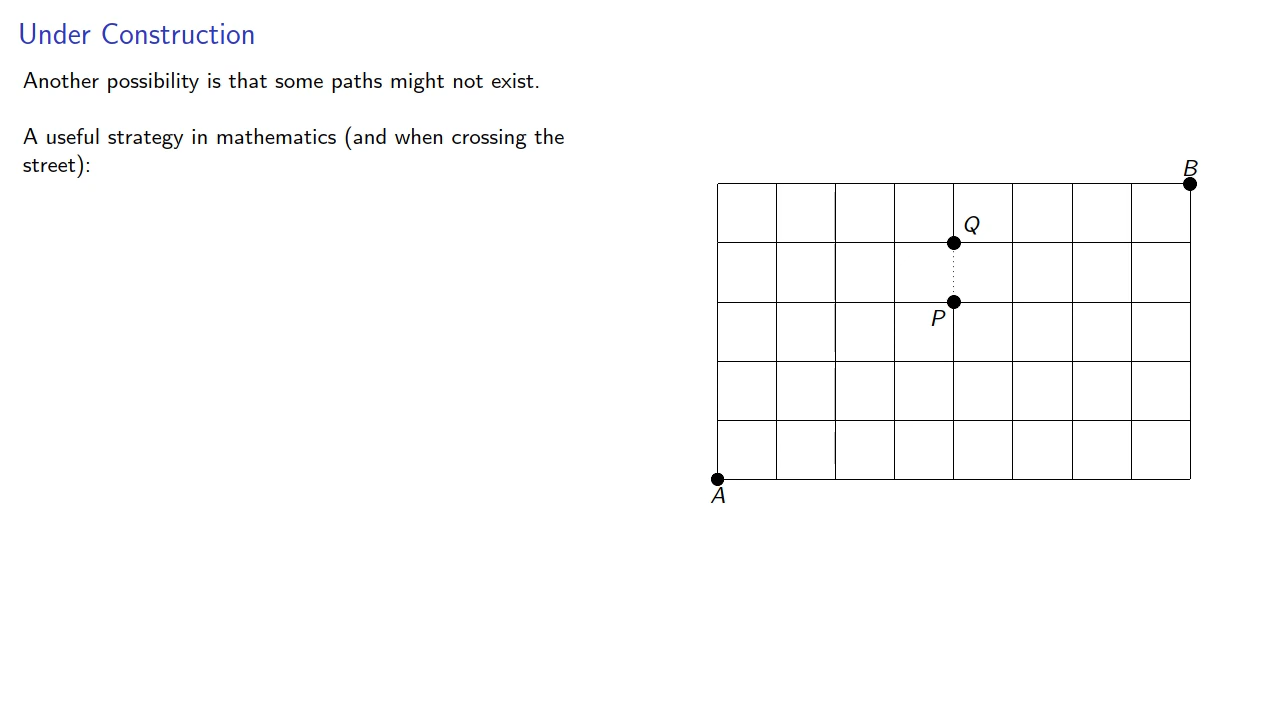 Under Construction
Another possibility is that some paths might not exist.
A useful strategy in mathematics (and when crossing the
street):
B
Q
P
A